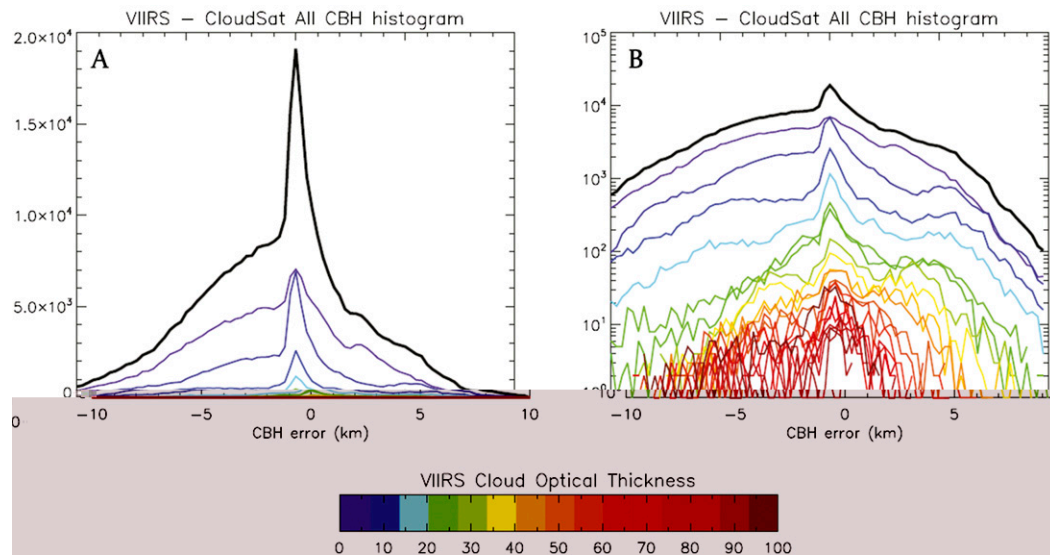 VIIRS – CloudSat All CBH histogram
A
2.0×10⁴
1.5×10⁴
1.0×10⁴
5.0×10³
0
-10 -5 0 5 10
CBH error (km)
0
VIIRS – CloudSat All CBH histogram
B
10⁵
10⁴
10³
10²
10¹
-10 -5 0 5
CBH error (km)
VIIRS Cloud Optical Thickness
0 10 20 30 40 50 60 70 80 90 100